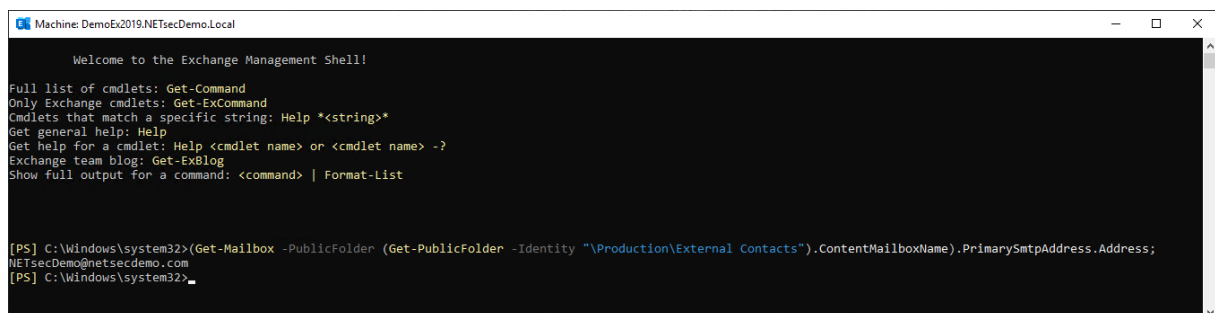 Machine: DemoEx2019.NETsecDemo.Local
Welcome to the Exchange Management Shell!
Full list of cmdlets: Get-Command
Only Exchange cmdlets: Get-ExCommand
Cmdlets that match a specific string: Help *<string>*
Get general help: Help
Get help for a cmdlet: Help <cmdlet name> or <cmdlet name> -?
Exchange team blog: Get-ExBlog
Show full output for a command: <command> | Format-List
[PS] C:\Windows\system32>(Get-Mailbox -PublicFolder (Get-PublicFolder -Identity "\Production\External Contacts").ContentMailboxName).PrimarySmtpAddress.Address;
NETsecDemo@netsecdemo.com
[PS] C:\Windows\system32>